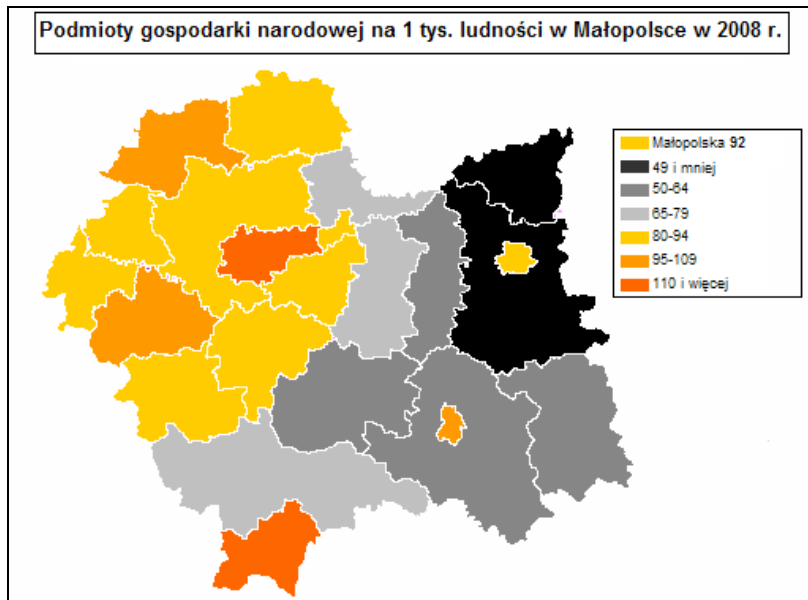 Podmioty gospodarki narodowej na 1 tys. ludności w Małopolsce w 2008 r.
Małopolska 92
49 i mniej
50-64
65-79
80-94
95-109
110 i więcej